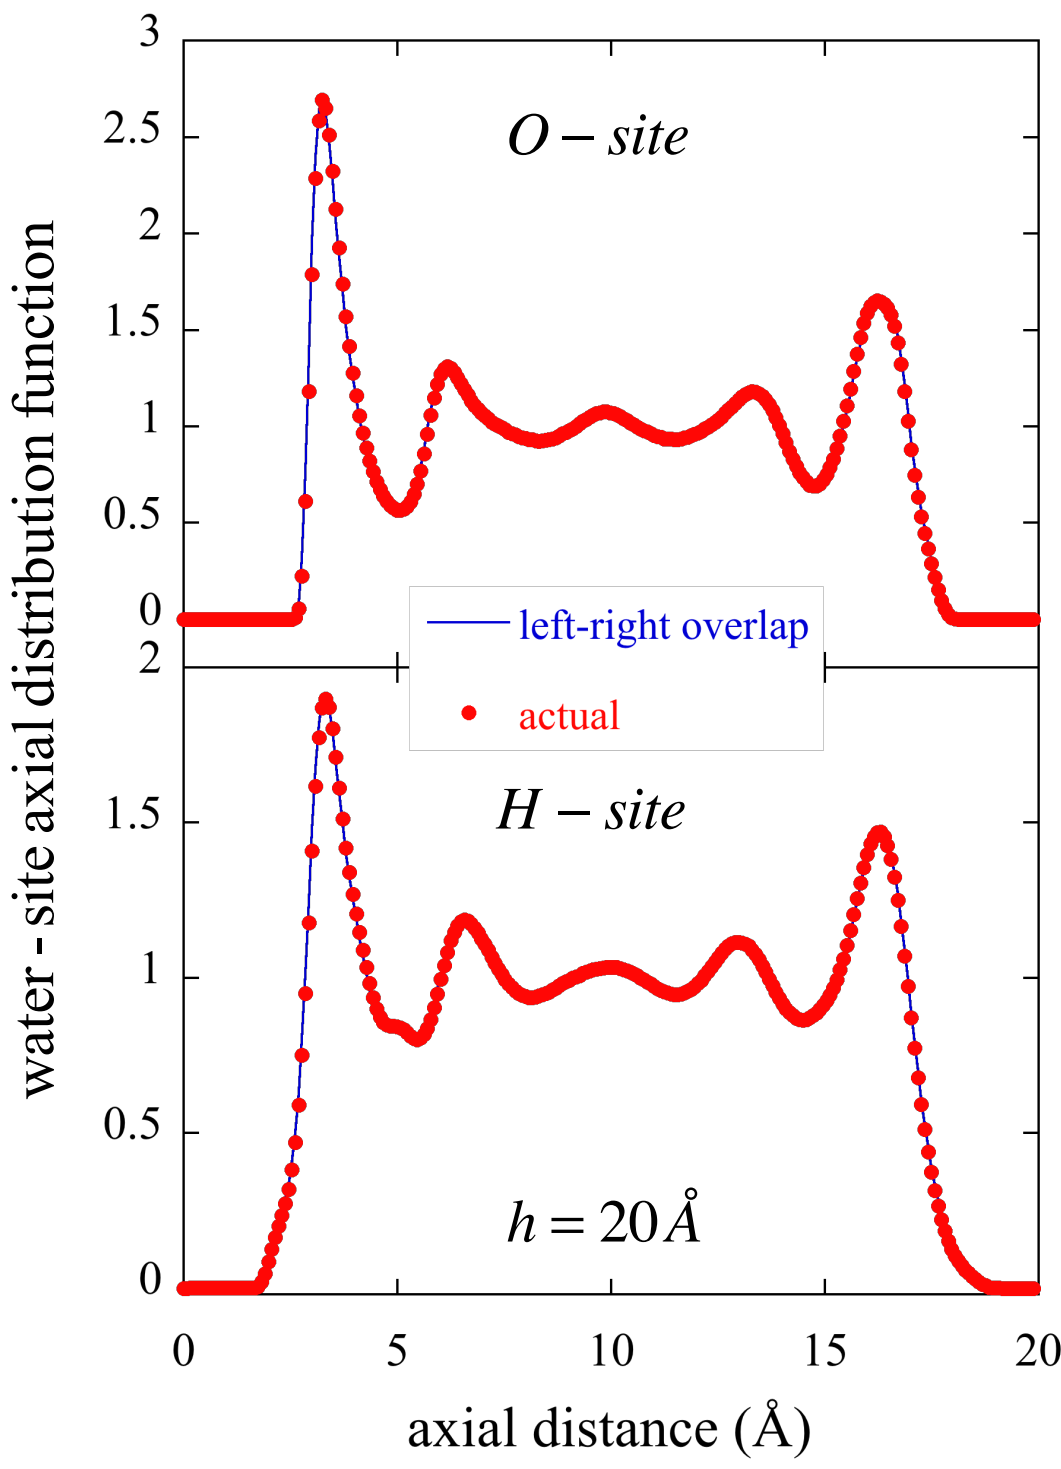 water - site axial distribution function
3
2.5
2
1.5
1
0.5
0
O – site
left-right overlap
actual
2
1.5
1
0.5
0
H – site
h = 20 Å
0 5 10 15 20
axial distance (Å)